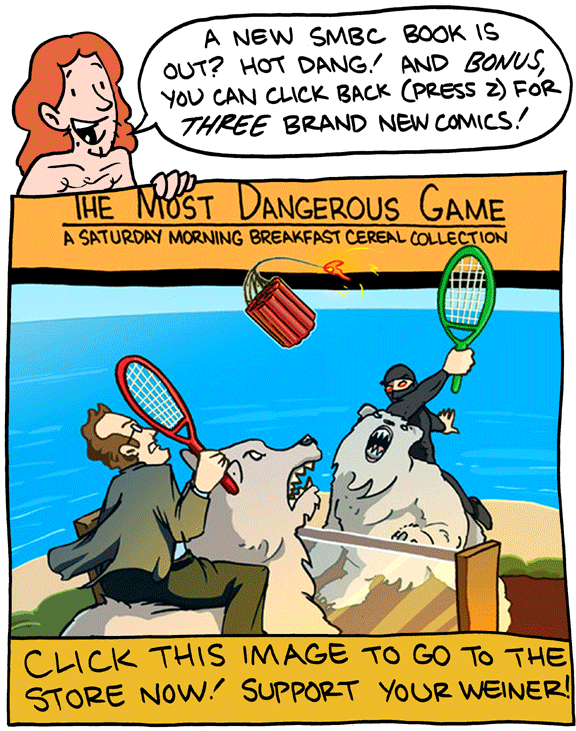 A NEW SMBC BOOK IS
OUT? HOT DANG! AND BONUS,
YOU CAN CLICK BACK (PRESS Z) FOR
THREE BRAND NEW COMICS!
THE MOST DANGEROUS GAME
A SATURDAY MORNING BREAKFAST CEREAL COLLECTION
CLICK THIS IMAGE TO GO TO THE
STORE NOW! SUPPORT YOUR WEINER!